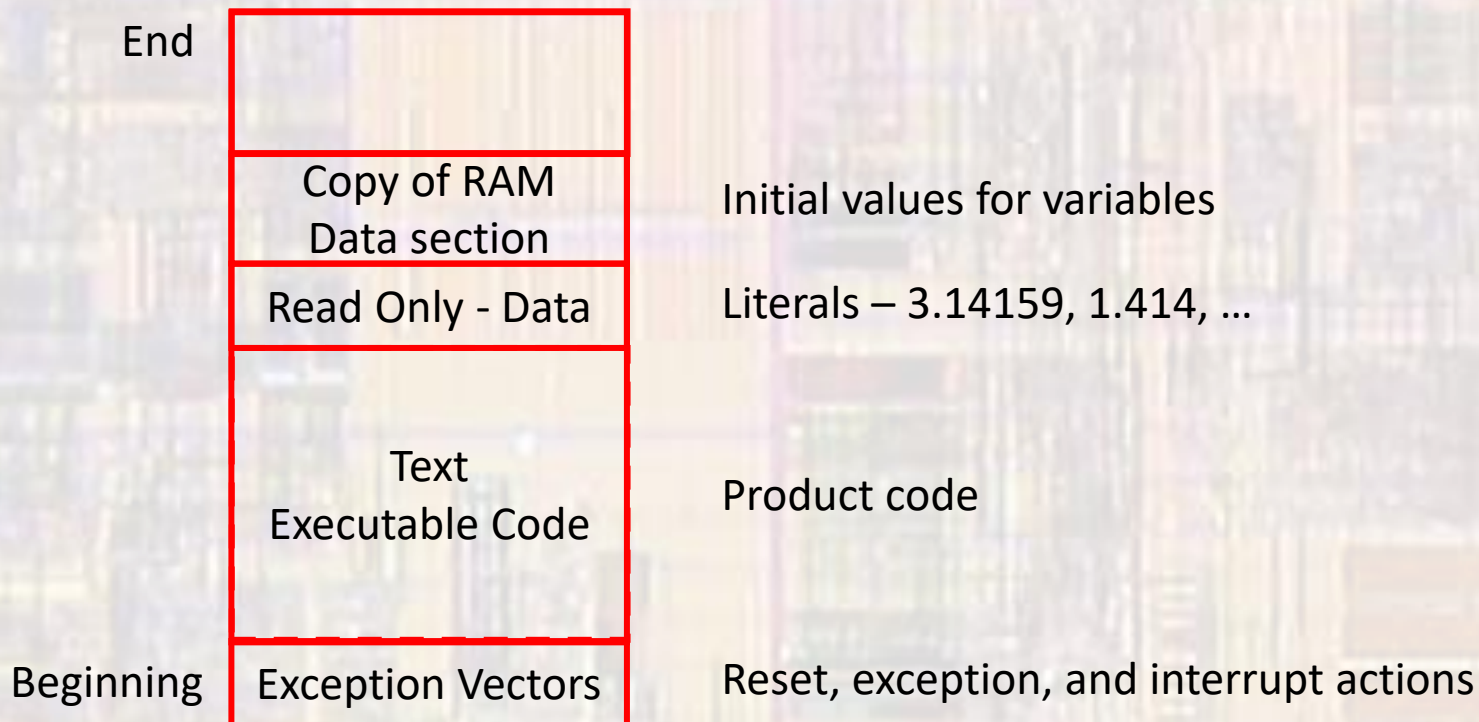 End
Copy of RAM
Data section
Initial values for variables
Read Only - Data
Literals – 3.14159, 1.414, …
Text
Executable Code
Product code
Beginning
Exception Vectors
Reset, exception, and interrupt actions